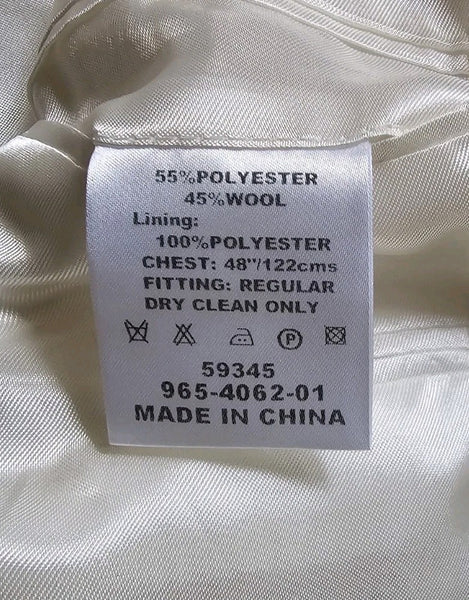 55%POLYESTER
45%WOOL
Lining:
100%POLYESTER
CHEST: 48"/122cms
FITTING: REGULAR
DRY CLEAN ONLY
P
59345
965-4062-01
MADE IN CHINA